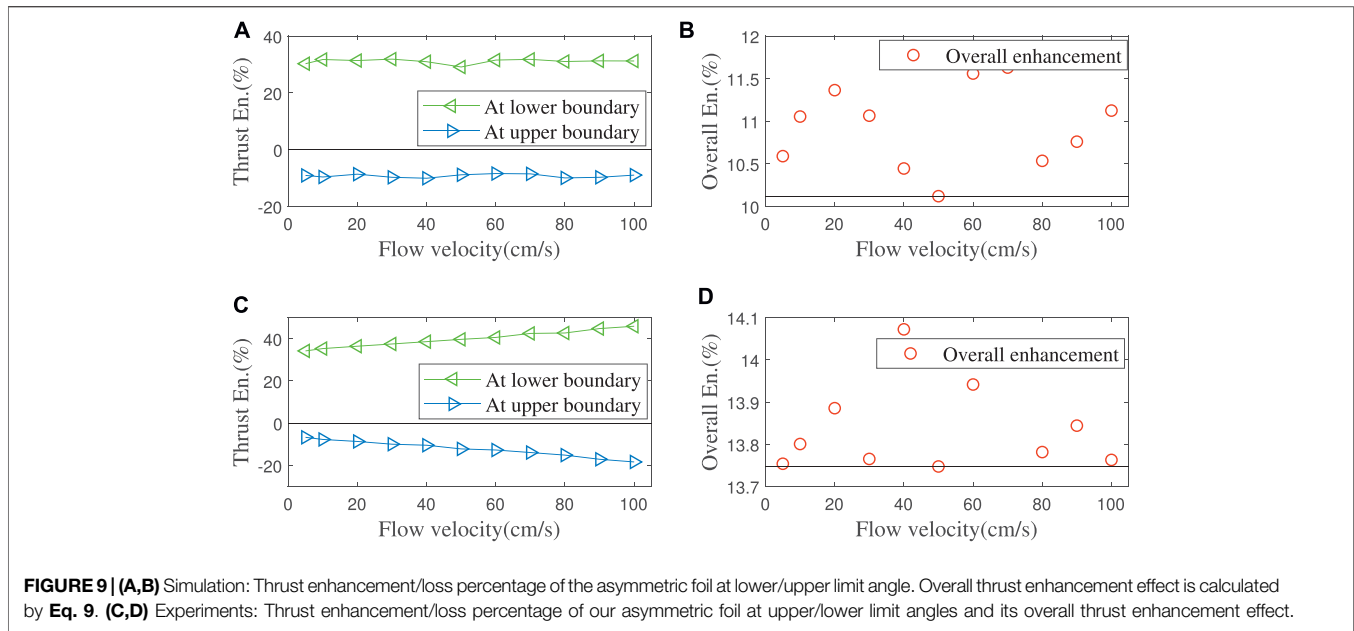 A
40
20
0
-20
Thrust En.(%)
At lower boundary
At upper boundary
0 20 40 60 80 100
Flow velocity(cm/s)
B
12
11.5
11
10.5
10
Overall En.(%)
Overall enhancement
0 20 40 60 80 100
Flow velocity(cm/s)
C
40
20
0
-20
Thrust En.(%)
At lower boundary
At upper boundary
0 20 40 60 80 100
Flow velocity(cm/s)
D
14.1
14
13.9
13.8
13.7
Overall En.(%)
Overall enhancement
0 20 40 60 80 100
Flow velocity(cm/s)
FIGURE 9 | (A,B) Simulation: Thrust enhancement/loss percentage of the asymmetric foil at lower/upper limit angle. Overall thrust enhancement effect is calculated
by Eq. 9. (C,D) Experiments: Thrust enhancement/loss percentage of our asymmetric foil at upper/lower limit angles and its overall thrust enhancement effect.